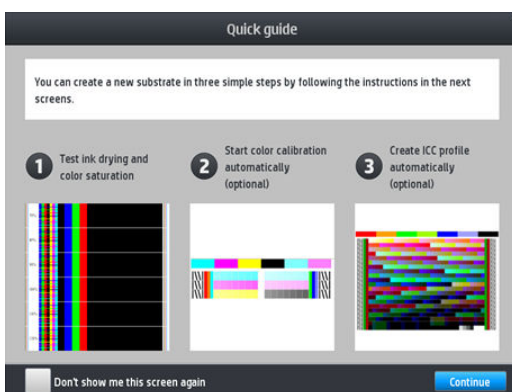 Quick guide
You can create a new substrate in three simple steps by following the instructions in the next
screens.
1
Test ink drying and
color saturation
2
Start color calibration
automatically
(optional)
3
Create ICC profile
automatically
(optional)
Don't show me this screen again
Continue